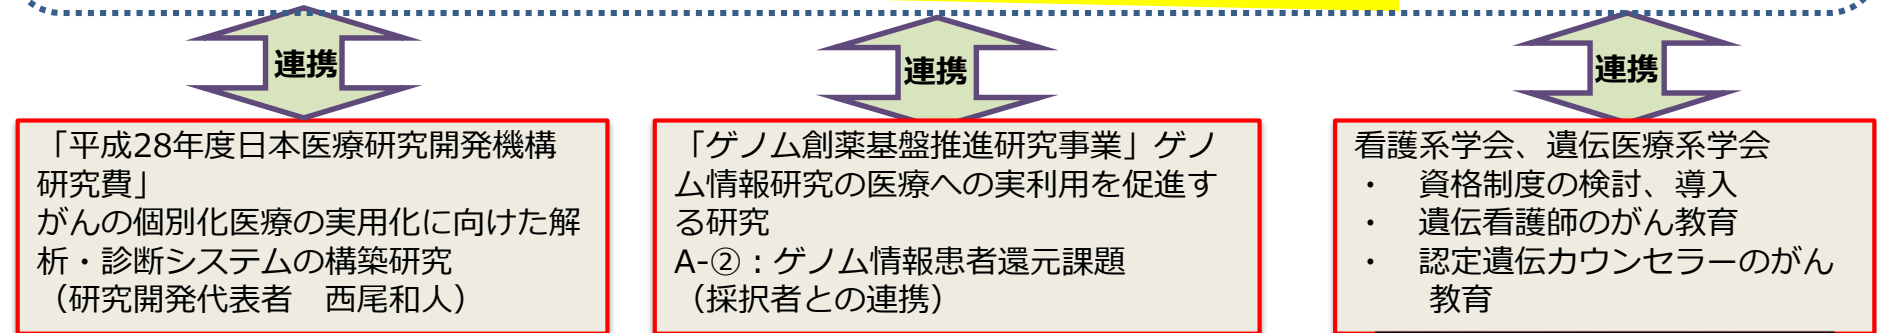 連携
連携
連携
「平成28年度日本医療研究開発機構
研究費」
がんの個別化医療の実用化に向けた解
析・診断システムの構築研究
（研究開発代表者　西尾和人）
「ゲノム創薬基盤推進研究事業」ゲノ
ム情報研究の医療への実利用を促進す
る研究
A-②：ゲノム情報患者還元課題
（採択者との連携）
看護系学会、遺伝医療系学会
・　資格制度の検討、導入
・　遺伝看護師のがん教育
・　認定遺伝カウンセラーのがん
教育